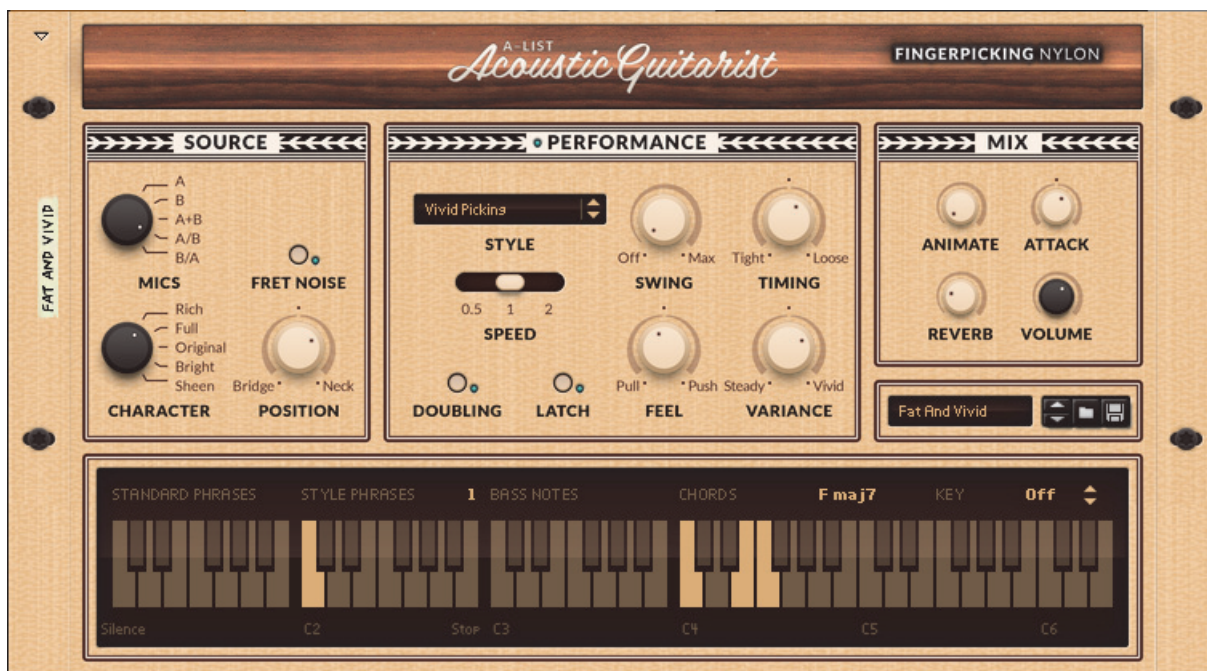 A-LIST
Acoustic Guitarist
FINGERPICKING NYLON
FAT AND VIVID
SOURCE
A
B
A+B
A/B
B/A
MICS
FRET NOISE
Rich
Full
Original
Bright
Sheen
CHARACTER
Bridge
Neck
POSITION
PERFORMANCE
Vivid Picking
STYLE
Off
Max
SWING
Tight
Loose
TIMING
0.5 1 2
SPEED
DOUBLING
LATCH
Pull
Push
FEEL
Steady
Vivid
VARIANCE
MIX
ANIMATE
ATTACK
REVERB
VOLUME
Fat And Vivid
STANDARD PHRASES STYLE PHRASES 1 BASS NOTES CHORDS F maj7 KEY Off
Silence C2 Stop C3 C4 C5 C6